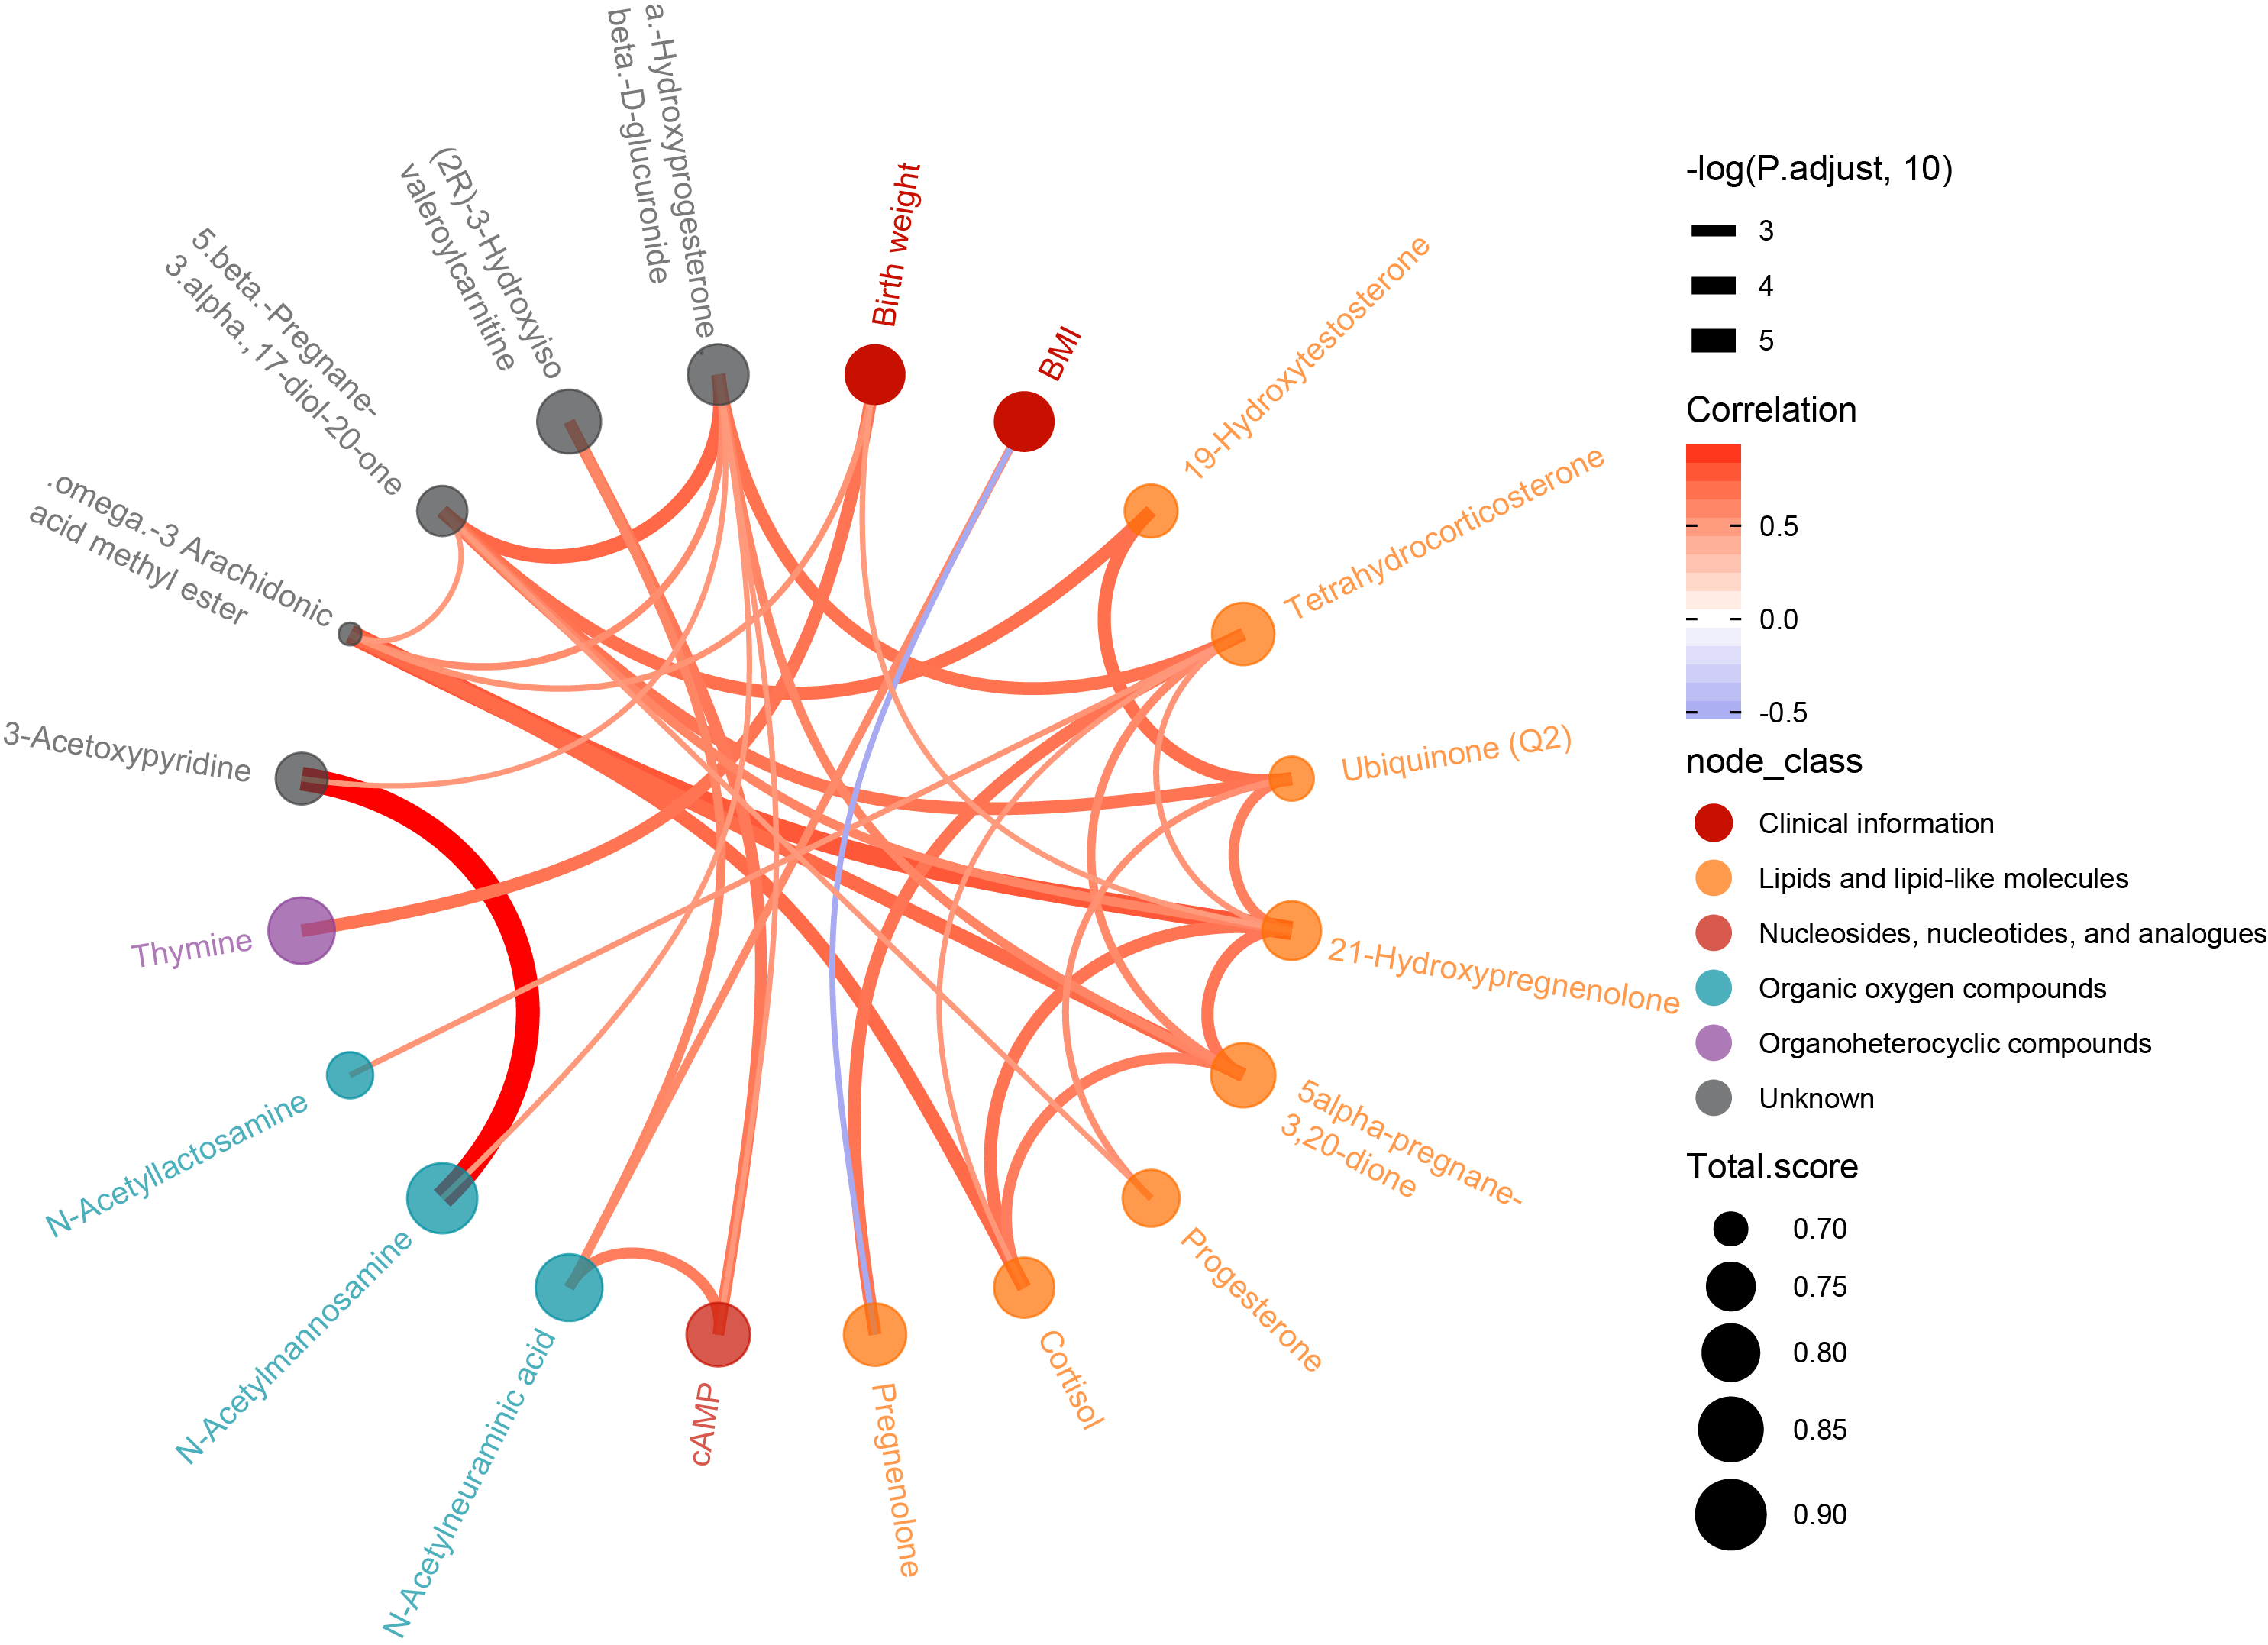 a.-Hydroxyprogesterone.
beta.-D-glucuronide
(2R)-3-Hydroxyiso
valeroylcarnitine
5.beta.-Pregnane-
3.alpha., 17-diol-20-one
.omega.-3 Arachidonic
acid methyl ester
3-Acetoxypyridine
Thymine
N-Acetyllactosamine
N-Acetylmannosamine
N-Acetylneuraminic acid
cAMP
Pregnenolone
Cortisol
Progesterone
5alpha-pregnane-
3,20-dione
21-Hydroxypregnenolone
Ubiquinone (Q2)
Tetrahydrocorticosterone
19-Hydroxytestosterone
BMI
Birth weight
-log(P.adjust, 10)
3
4
5
Correlation
0.5
0.0
-0.5
node_class
Clinical information
Lipids and lipid-like molecules
Nucleosides, nucleotides, and analogues
Organic oxygen compounds
Organoheterocyclic compounds
Unknown
Total.score
0.70
0.75
0.80
0.85
0.90